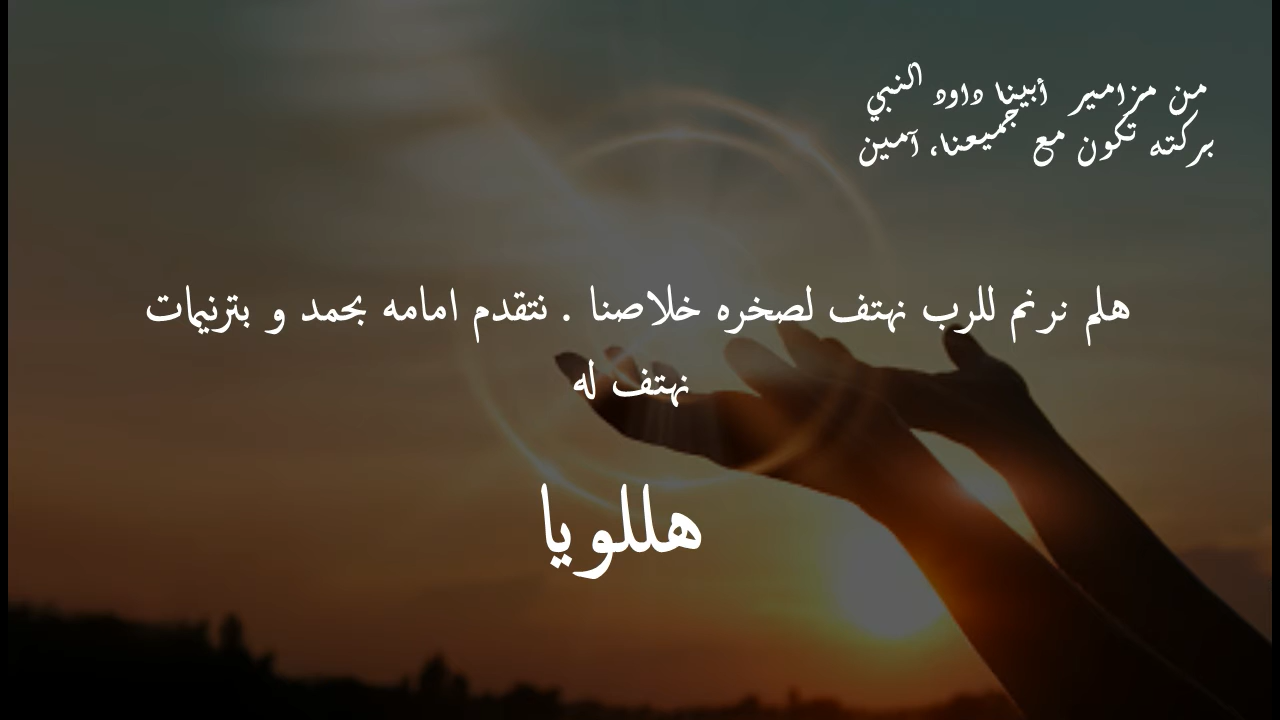 من مزامير أبينا داود النبي
بركته تكون مع جميعنا، آمين
هلم نرنم للرب نهتف لصخره خلاصنا . نتقدم امامه بحمد و بترنيمات
نهتف له
هللويا